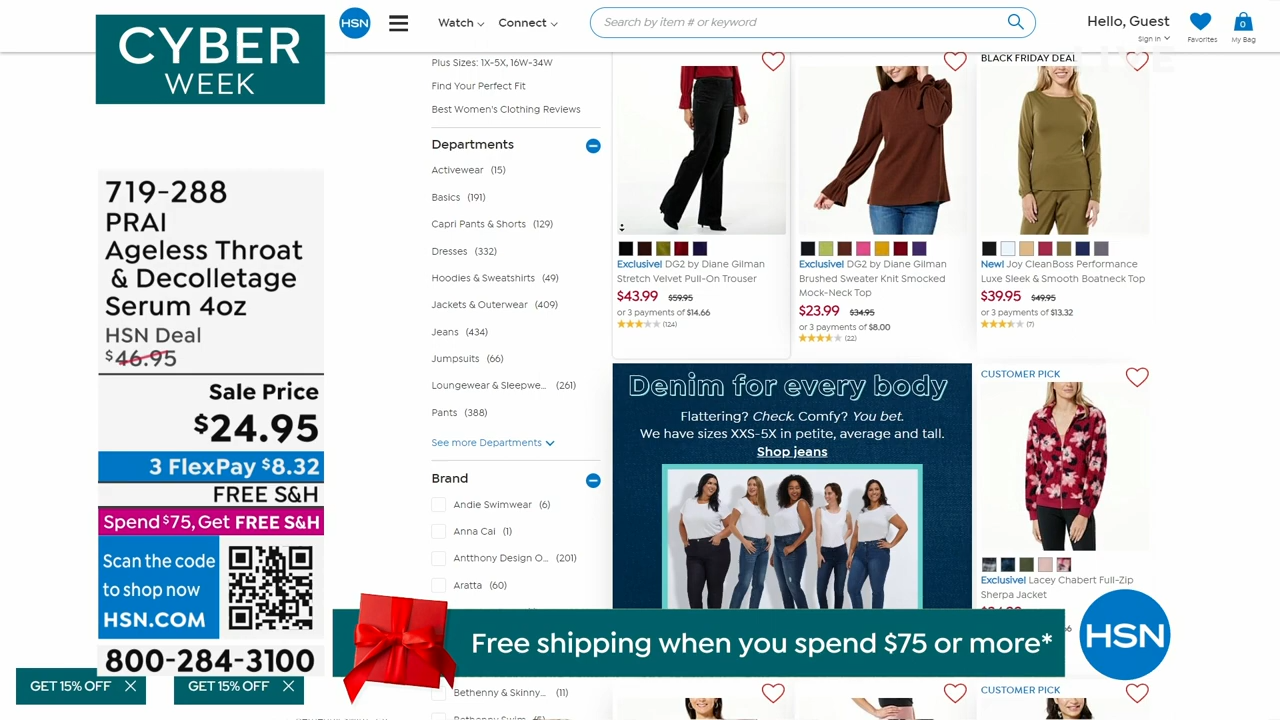 CYBER
WEEK
HSN
Watch
Connect
Search by item # or keyword
Hello, Guest
Sign in
Favorites
0
My Bag
LIVE
719-288
PRAI
Ageless Throat
& Decolletage
Serum 4oz
HSN Deal
$46.95
Sale Price
$24.95
3 FlexPay $8.32
FREE S&H
Spend $75, Get FREE S&H
Scan the code
to shop now
HSN.COM
800-284-3100
GET 15% OFF
GET 15% OFF
Plus Sizes: 1X-5X, 16W-34W
Find Your Perfect Fit
Best Women's Clothing Reviews
Departments
Activewear (15)
Basics (191)
Capri Pants & Shorts (129)
Dresses (332)
Hoodies & Sweatshirts (49)
Jackets & Outerwear (409)
Jeans (434)
Jumpsuits (66)
Loungewear & Sleepwe... (261)
Pants (388)
See more Departments
Brand
Andie Swimwear (6)
Anna Cai (1)
Antthony Design O... (201)
Aratta (60)
Bethenny & Skinny... (11)
Bethenny Swim (5)
Exclusive! DG2 by Diane Gilman
Stretch Velvet Pull-On Trouser
$43.99 $59.95
or 3 payments of $14.66
(124)
Exclusive! DG2 by Diane Gilman
Brushed Sweater Knit Smocked
Mock-Neck Top
$23.99 $34.95
or 3 payments of $8.00
(22)
BLACK FRIDAY DEAL
New! Joy CleanBoss Performance
Luxe Sleek & Smooth Boatneck Top
$39.95 $49.95
or 3 payments of $13.32
(7)
Denim for every body
Flattering? Check. Comfy? You bet.
We have sizes XXS-5X in petite, average and tall.
Shop jeans
CUSTOMER PICK
Exclusive! Lacey Chabert Full-Zip
Sherpa Jacket
Free shipping when you spend $75 or more*
HSN
CUSTOMER PICK